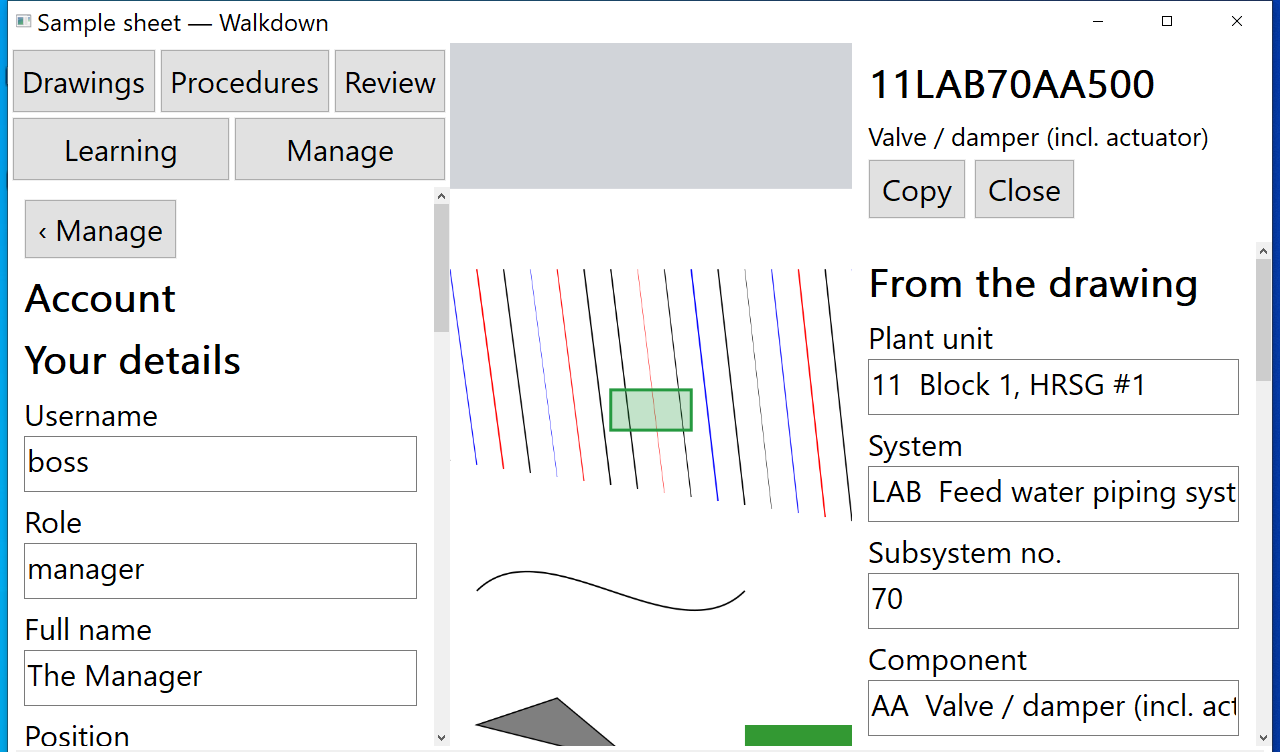 Sample sheet — Walkdown
Drawings
Procedures
Review
Learning
Manage
‹ Manage
Account
Your details
Username
boss
Role
manager
Full name
The Manager
Position
11LAB70AA500
Valve / damper (incl. actuator)
Copy
Close
From the drawing
Plant unit
11  Block 1, HRSG #1
System
LAB  Feed water piping syst
Subsystem no.
70
Component
AA  Valve / damper (incl. act